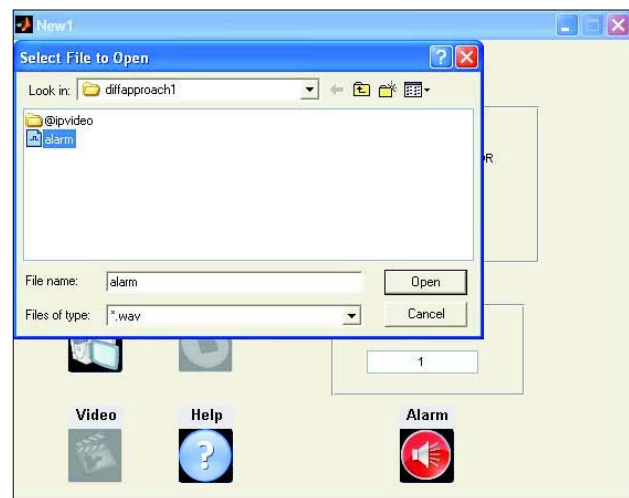 New1
Select File to Open
Look in: diffapproach1
@ipvideo
alarm
File name: alarm Open
Files of type: *.wav Cancel
1
Video Help Alarm